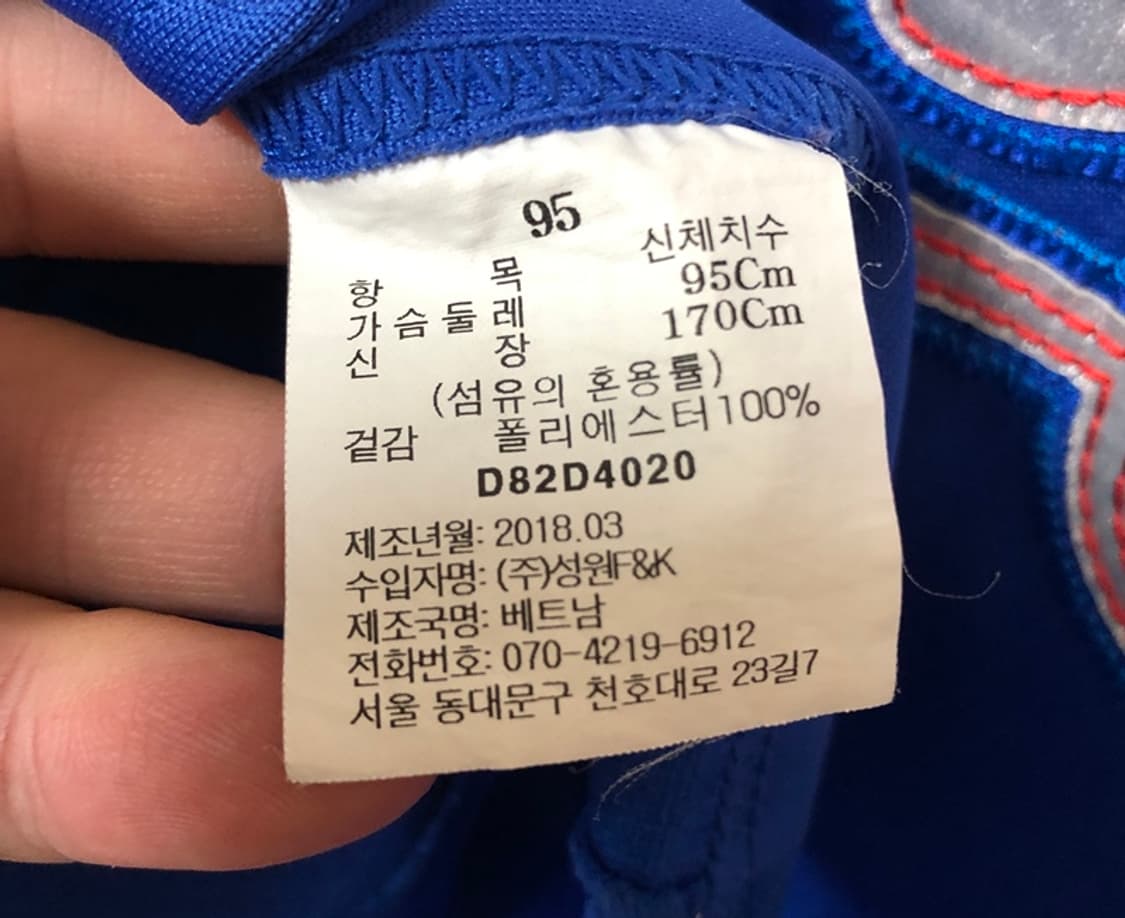 95
항 목 신체치수
가슴둘레 95Cm
신 장 170Cm
(섬유의 혼용률)
겉감 폴리에스터100%
D82D4020
제조년월: 2018.03
수입자명: (주)성원F&K
제조국명: 베트남
전화번호: 070-4219-6912
서울 동대문구 천호대로 23길7